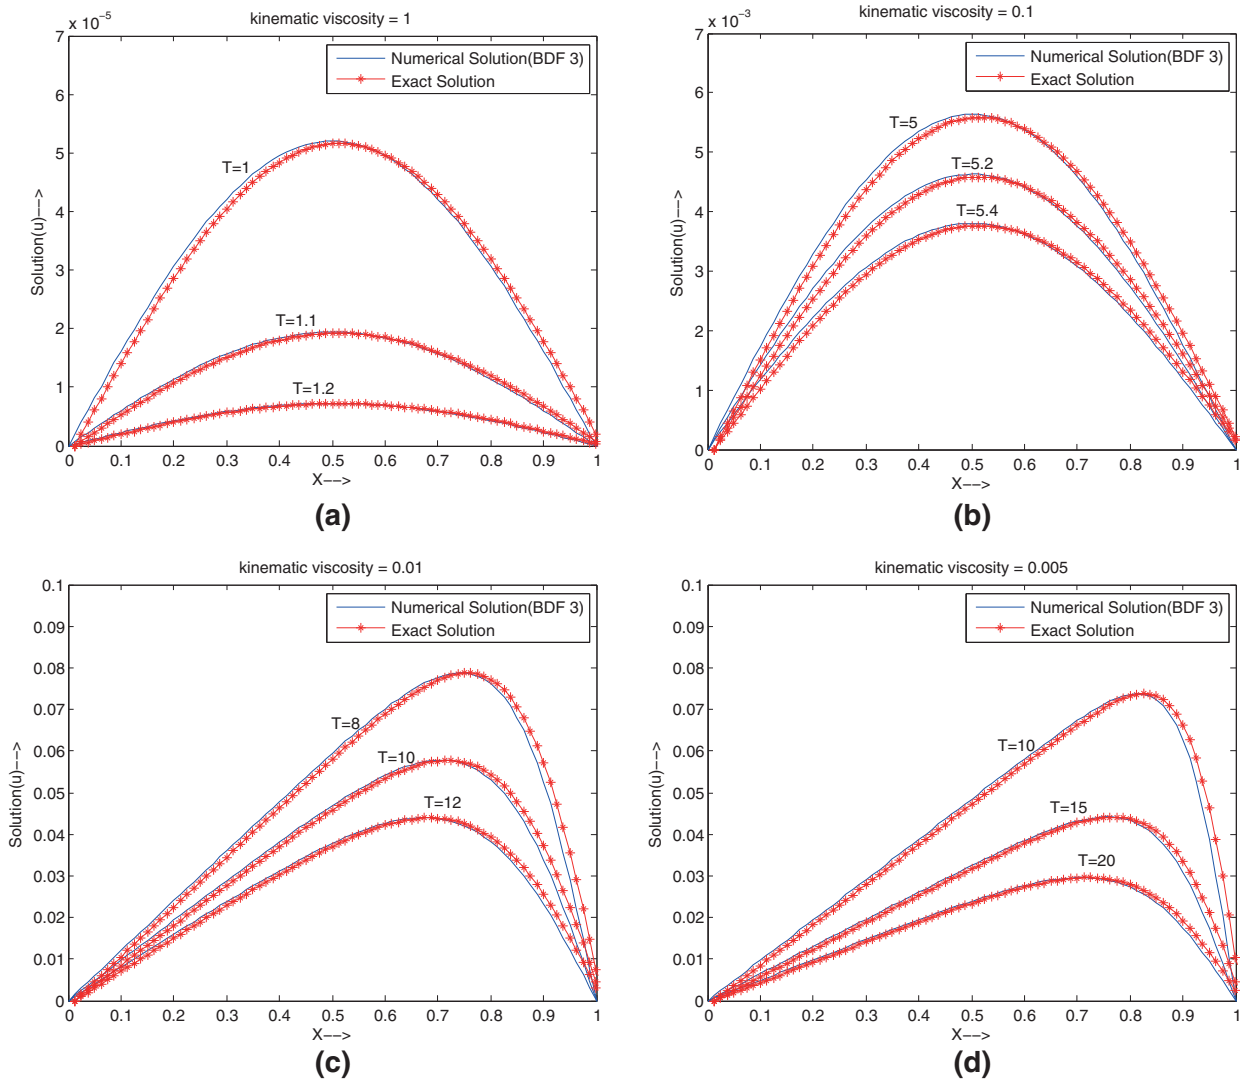 kinematic viscosity = 1
x 10⁻⁵
7
6
5
4
3
2
1
0
Solution(u)−−>
Numerical Solution(BDF 3)
Exact Solution
T=1
T=1.1
T=1.2
0 0.1 0.2 0.3 0.4 0.5 0.6 0.7 0.8 0.9 1
X−−>
(a)
kinematic viscosity = 0.1
x 10⁻³
7
6
5
4
3
2
1
0
Solution(u)−−>
Numerical Solution(BDF 3)
Exact Solution
T=5
T=5.2
T=5.4
0 0.1 0.2 0.3 0.4 0.5 0.6 0.7 0.8 0.9 1
X−−>
(b)
kinematic viscosity = 0.01
0.1
0.09
0.08
0.07
0.06
0.05
0.04
0.03
0.02
0.01
0
Solution(u)−−>
Numerical Solution(BDF 3)
Exact Solution
T=8
T=10
T=12
0 0.1 0.2 0.3 0.4 0.5 0.6 0.7 0.8 0.9 1
X−−>
(c)
kinematic viscosity = 0.005
0.1
0.09
0.08
0.07
0.06
0.05
0.04
0.03
0.02
0.01
0
Solution(u)−−>
Numerical Solution(BDF 3)
Exact Solution
T=10
T=15
T=20
0 0.1 0.2 0.3 0.4 0.5 0.6 0.7 0.8 0.9 1
X−−>
(d)